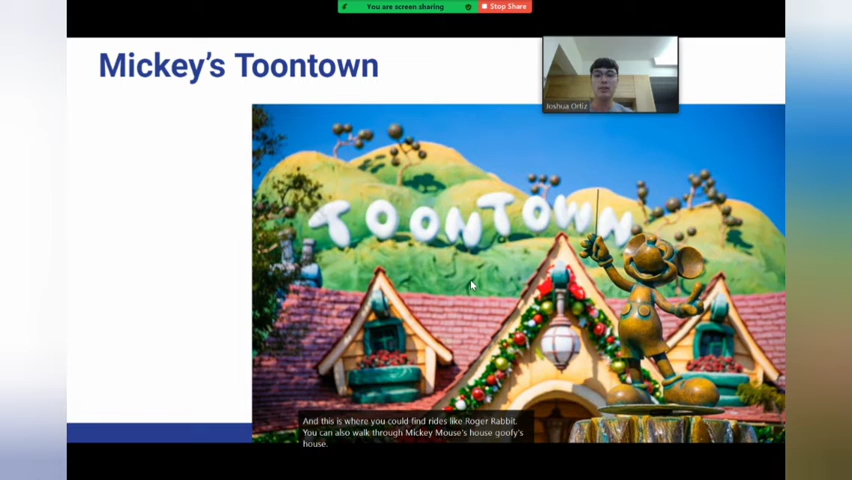 You are screen sharing
Stop Share
Mickey's Toontown
Joshua Ortiz
TOONTOWN
And this is where you could find rides like Roger Rabbit.
You can also walk through Mickey Mouse's house goofy's
house.